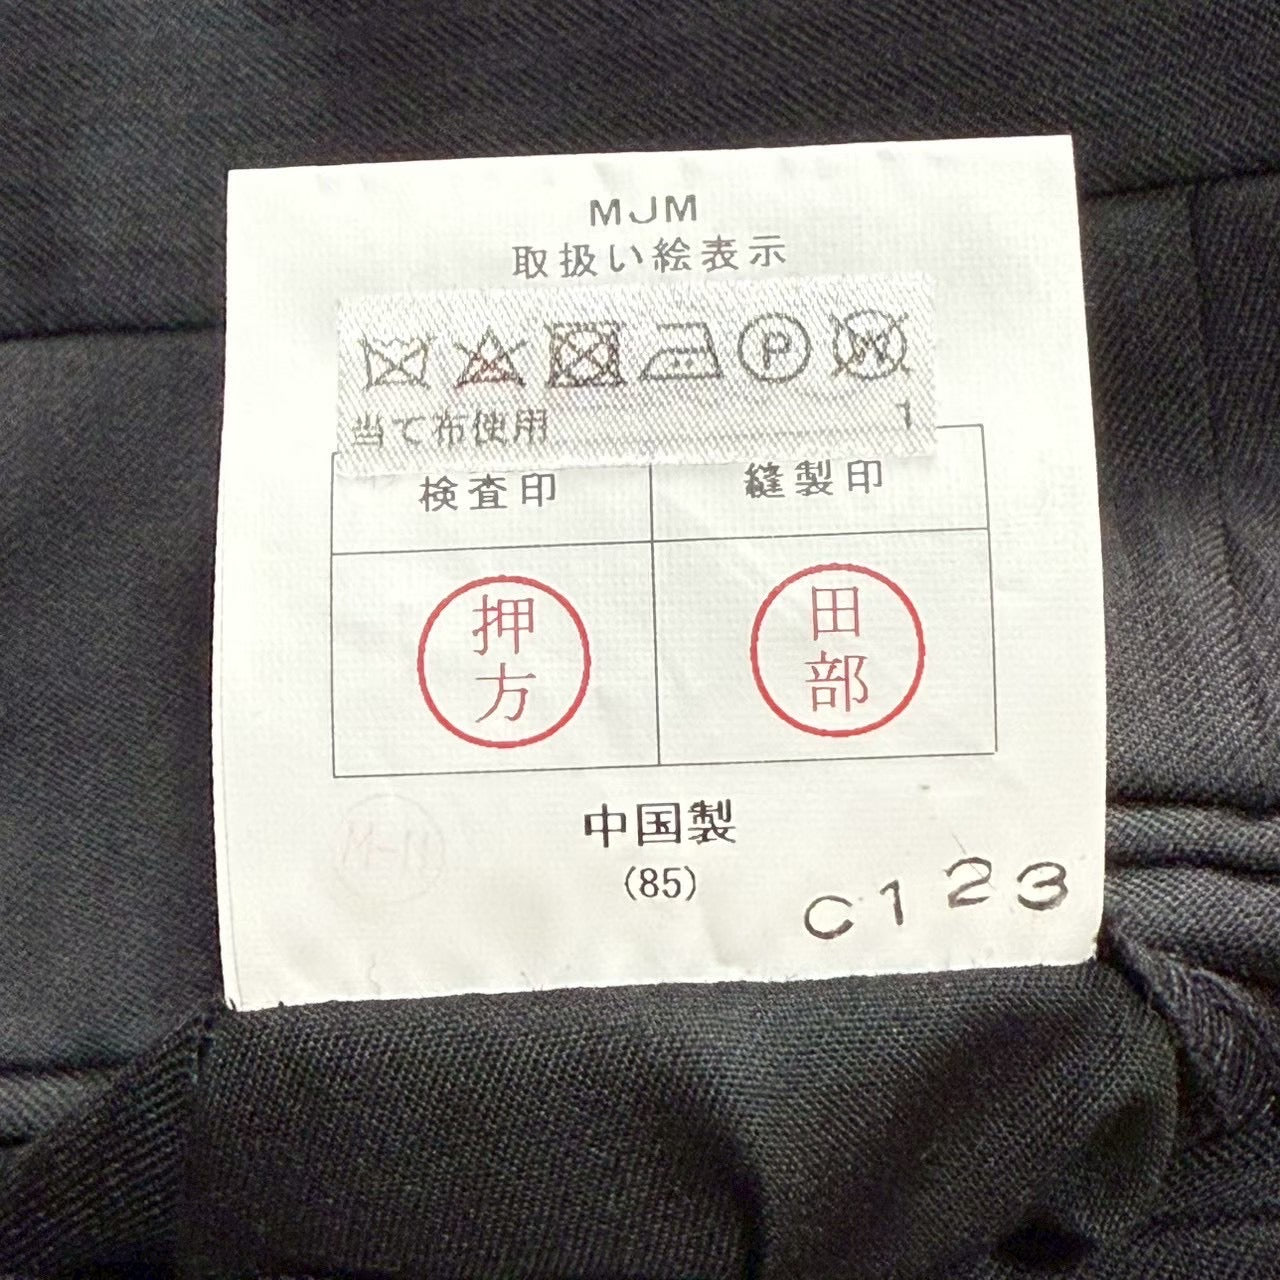 MJM
取扱い絵表示
P
W
当て布使用 1
検査印 縫製印
押方 田部
中国製
(85)
C123